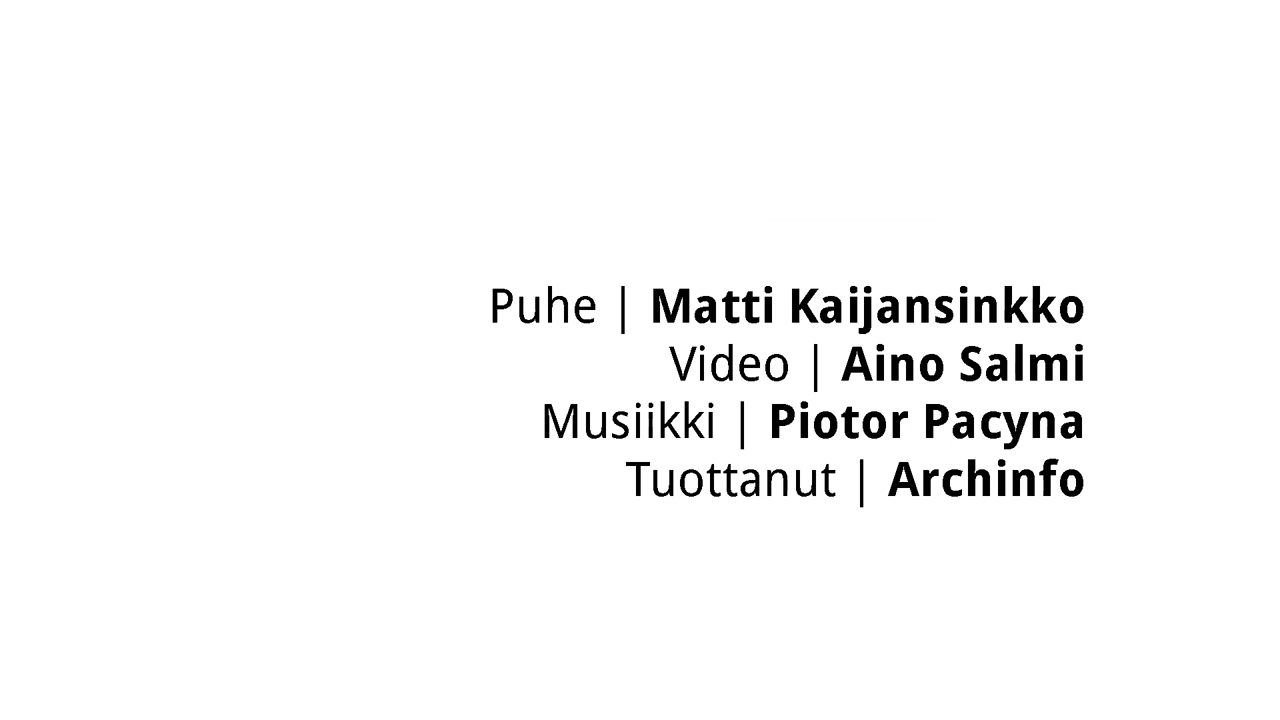 Puhe | Matti Kaijansinkko
Video | Aino Salmi
Musiikki | Piotor Pacyna
Tuottanut | Archinfo